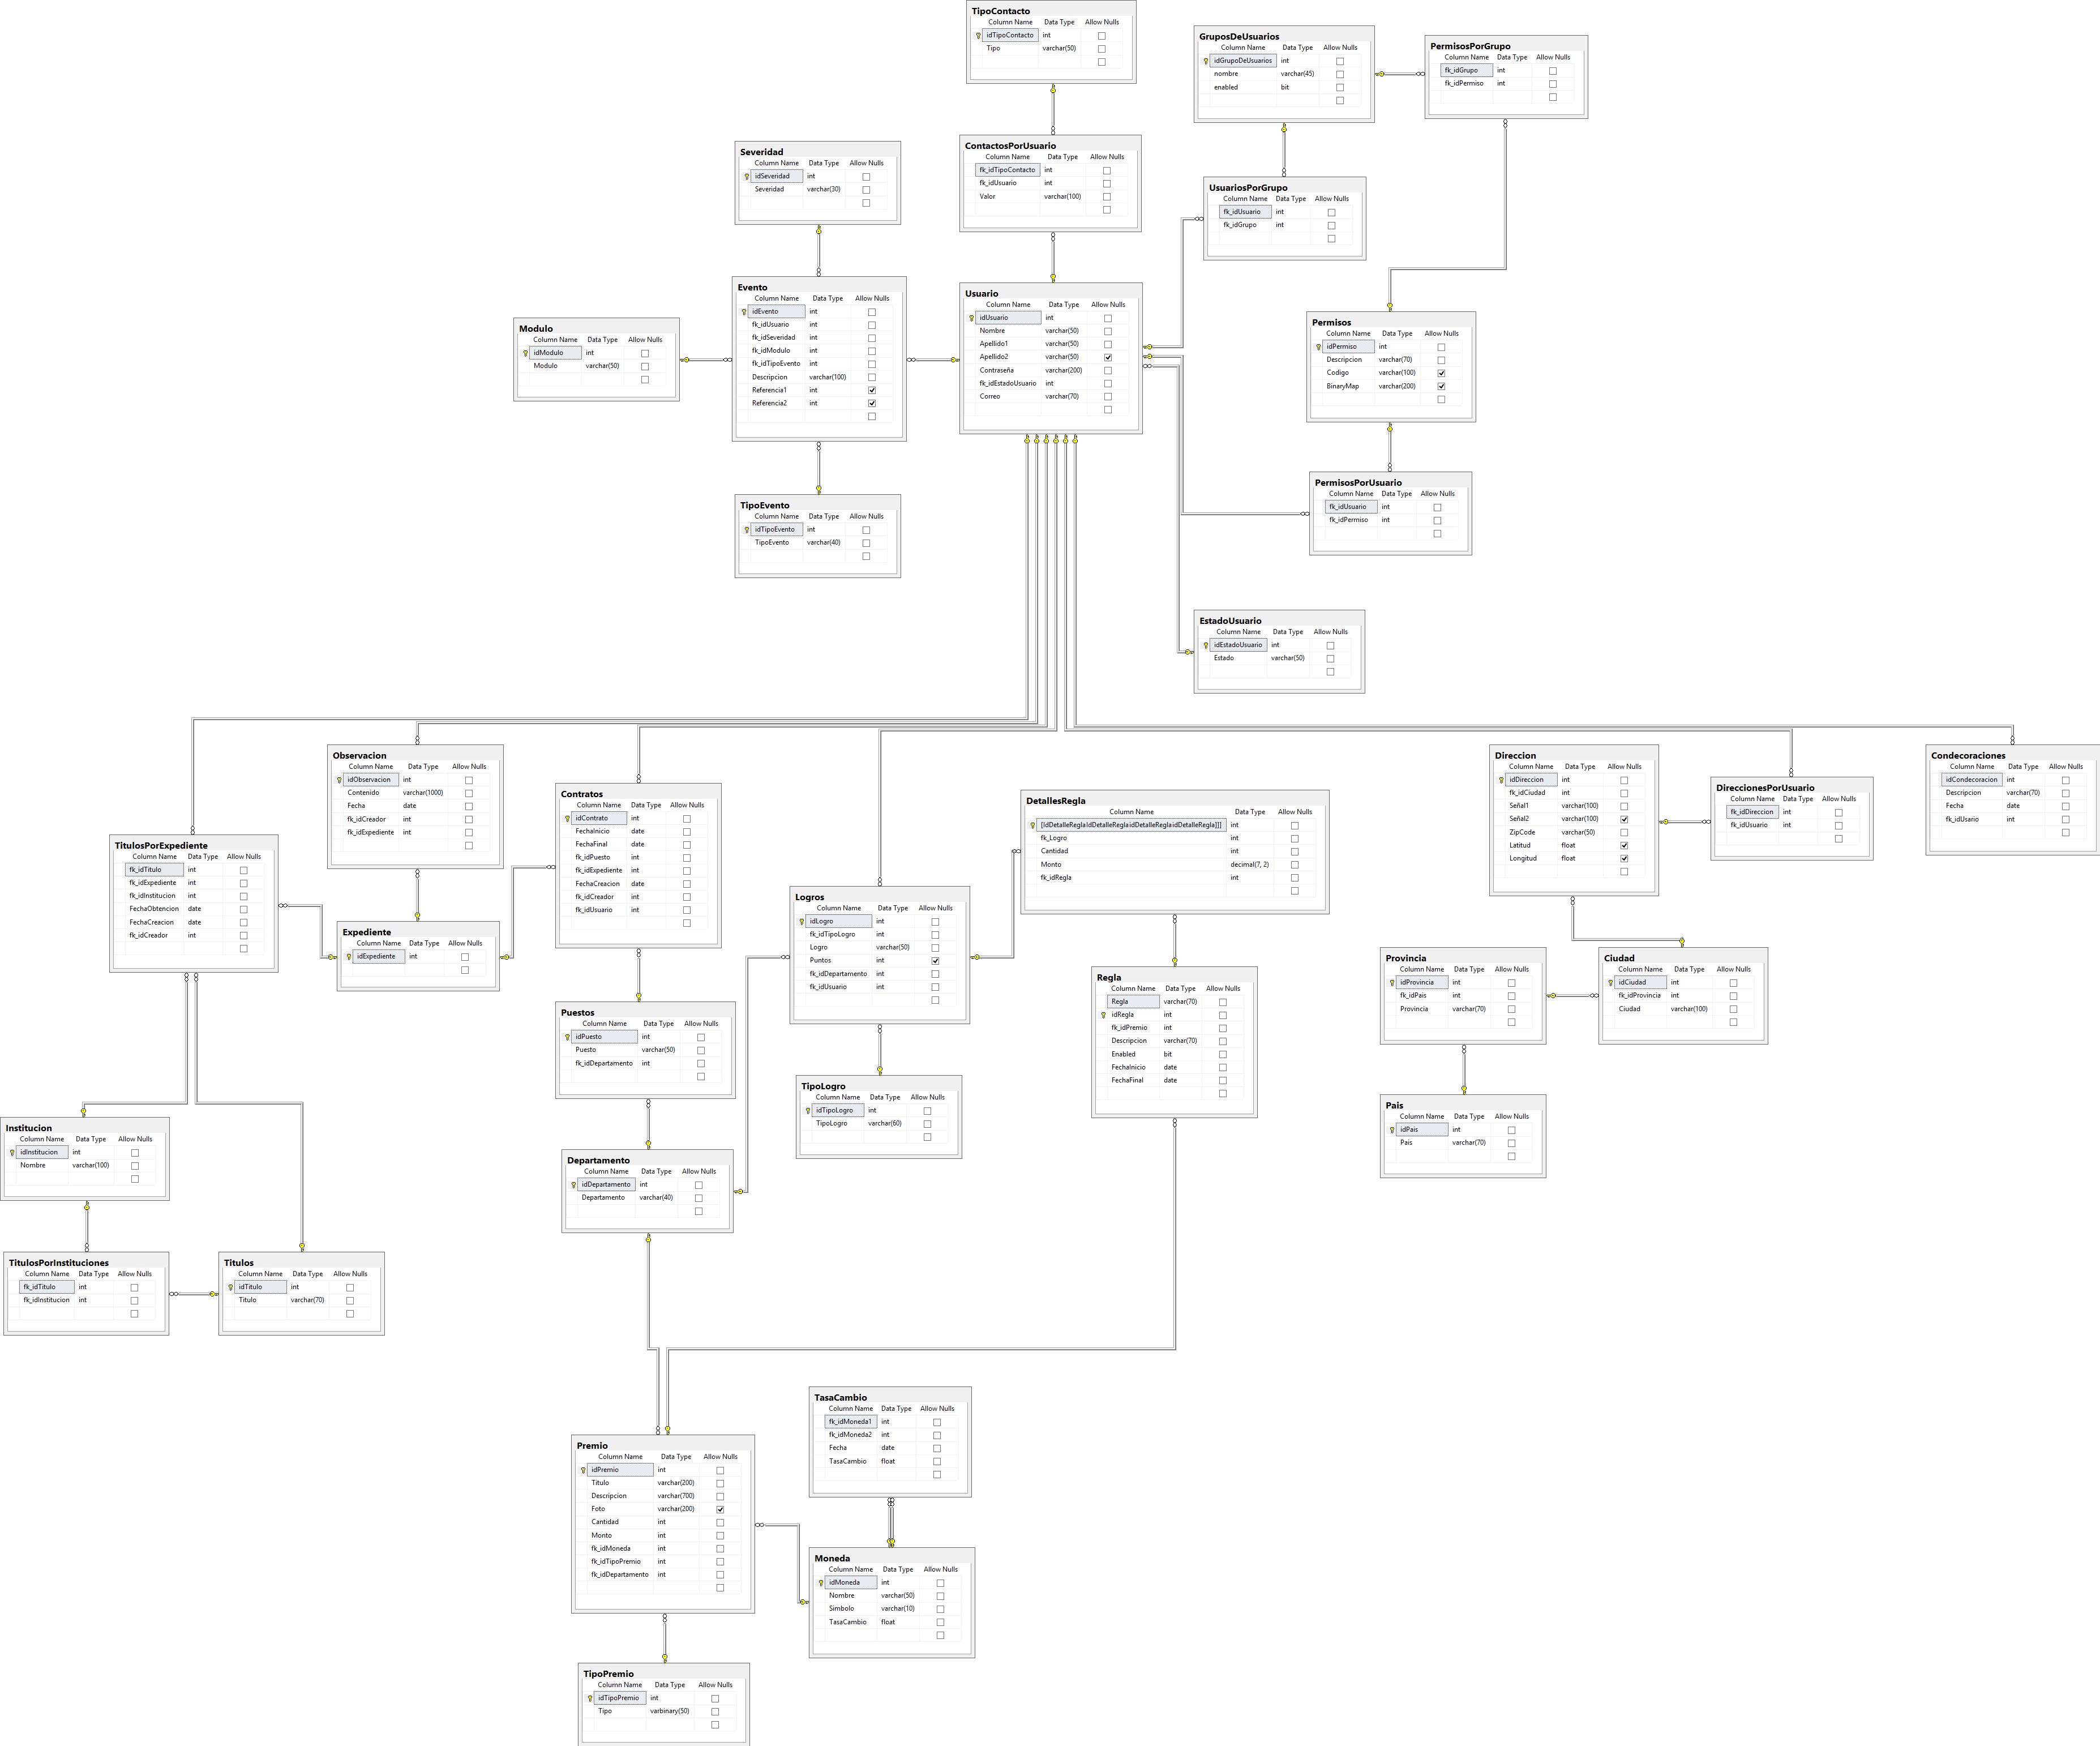 TipoContacto
Column Name Data Type Allow Nulls
idTipoContacto int
Tipo varchar(50)
GruposDeUsuarios
Column Name Data Type Allow Nulls
idGrupoDeUsuarios int
nombre varchar(45)
enabled bit
PermisosPorGrupo
Column Name Data Type Allow Nulls
fk_idGrupo int
fk_idPermiso int
Severidad
Column Name Data Type Allow Nulls
idSeveridad int
Severidad varchar(30)
ContactosPorUsuario
Column Name Data Type Allow Nulls
fk_idTipoContacto int
fk_idUsuario int
Valor varchar(100)
UsuariosPorGrupo
Column Name Data Type Allow Nulls
fk_idUsuario int
fk_idGrupo int
Modulo
Column Name Data Type Allow Nulls
idModulo int
Modulo varchar(50)
Evento
Column Name Data Type Allow Nulls
idEvento int
fk_idUsuario int
fk_idSeveridad int
fk_idModulo int
fk_idTipoEvento int
Descripcion varchar(100)
Referencia1 int
Referencia2 int
Usuario
Column Name Data Type Allow Nulls
idUsuario int
Nombre varchar(50)
Apellido1 varchar(50)
Apellido2 varchar(50)
Contraseña varchar(200)
fk_idEstadoUsuario int
Correo varchar(70)
Permisos
Column Name Data Type Allow Nulls
idPermiso int
Descripcion varchar(70)
Codigo varchar(100)
BinaryMap varchar(200)
TipoEvento
Column Name Data Type Allow Nulls
idTipoEvento int
TipoEvento varchar(40)
PermisosPorUsuario
Column Name Data Type Allow Nulls
fk_idUsuario int
fk_idPermiso int
EstadoUsuario
Column Name Data Type Allow Nulls
idEstadoUsuario int
Estado varchar(50)
TitulosPorExpediente
Column Name Data Type Allow Nulls
fk_idTitulo int
fk_idExpediente int
fk_idInstitucion int
FechaObtencion date
FechaCreacion date
fk_idCreador int
Observacion
Column Name Data Type Allow Nulls
idObservacion int
Contenido varchar(1000)
Fecha date
fk_idCreador int
fk_idExpediente int
Expediente
Column Name Data Type Allow Nulls
idExpediente int
Contratos
Column Name Data Type Allow Nulls
idContrato int
FechaInicio date
FechaFinal date
fk_idPuesto int
fk_idExpediente int
FechaCreacion date
fk_idCreador int
fk_idUsuario int
Logros
Column Name Data Type Allow Nulls
idLogro int
fk_idTipoLogro int
Logro varchar(50)
Puntos int
fk_idDepartamento int
fk_idUsuario int
DetallesRegla
Column Name Data Type Allow Nulls
[IdDetalleReglaIdDetalleReglaidDetalleReglaidDetalleRegla]]] int
fk_Logro int
Cantidad int
Monto decimal(7, 2)
fk_idRegla int
Direccion
Column Name Data Type Allow Nulls
idDireccion int
fk_idCiudad int
Señal1 varchar(100)
Señal2 varchar(100)
ZipCode varchar(50)
Latitud float
Longitud float
DireccionesPorUsuario
Column Name Data Type Allow Nulls
fk_idDireccion int
fk_idUsuario int
Condecoraciones
Column Name Data Type Allow Nulls
idCondecoracion int
Descripcion varchar(70)
Fecha date
fk_idUsuario int
Puestos
Column Name Data Type Allow Nulls
idPuesto int
Puesto varchar(50)
fk_idDepartamento int
TipoLogro
Column Name Data Type Allow Nulls
idTipoLogro int
TipoLogro varchar(60)
Regla
Column Name Data Type Allow Nulls
Regla varchar(70)
idRegla int
fk_idPremio int
Descripcion varchar(70)
Enabled bit
FechaInicio date
FechaFinal date
Provincia
Column Name Data Type Allow Nulls
idProvincia int
fk_idPais int
Provincia varchar(70)
Ciudad
Column Name Data Type Allow Nulls
idCiudad int
fk_idProvincia int
Ciudad varchar(100)
Pais
Column Name Data Type Allow Nulls
idPais int
Pais varchar(70)
Institucion
Column Name Data Type Allow Nulls
idInstitucion int
Nombre varchar(100)
Departamento
Column Name Data Type Allow Nulls
idDepartamento int
Departamento varchar(40)
TitulosPorInstituciones
Column Name Data Type Allow Nulls
fk_idTitulo int
fk_idInstitucion int
Titulos
Column Name Data Type Allow Nulls
idTitulo int
Titulo varchar(70)
TasaCambio
Column Name Data Type Allow Nulls
fk_idMoneda1 int
fk_idMoneda2 int
Fecha date
TasaCambio float
Premio
Column Name Data Type Allow Nulls
idPremio int
Titulo varchar(200)
Descripcion varchar(700)
Foto varchar(200)
Cantidad int
Monto int
fk_idMoneda int
fk_idTipoPremio int
fk_idDepartamento int
Moneda
Column Name Data Type Allow Nulls
idMoneda int
Nombre varchar(50)
Simbolo varchar(10)
TasaCambio float
TipoPremio
Column Name Data Type Allow Nulls
idTipoPremio int
Tipo varbinary(50)